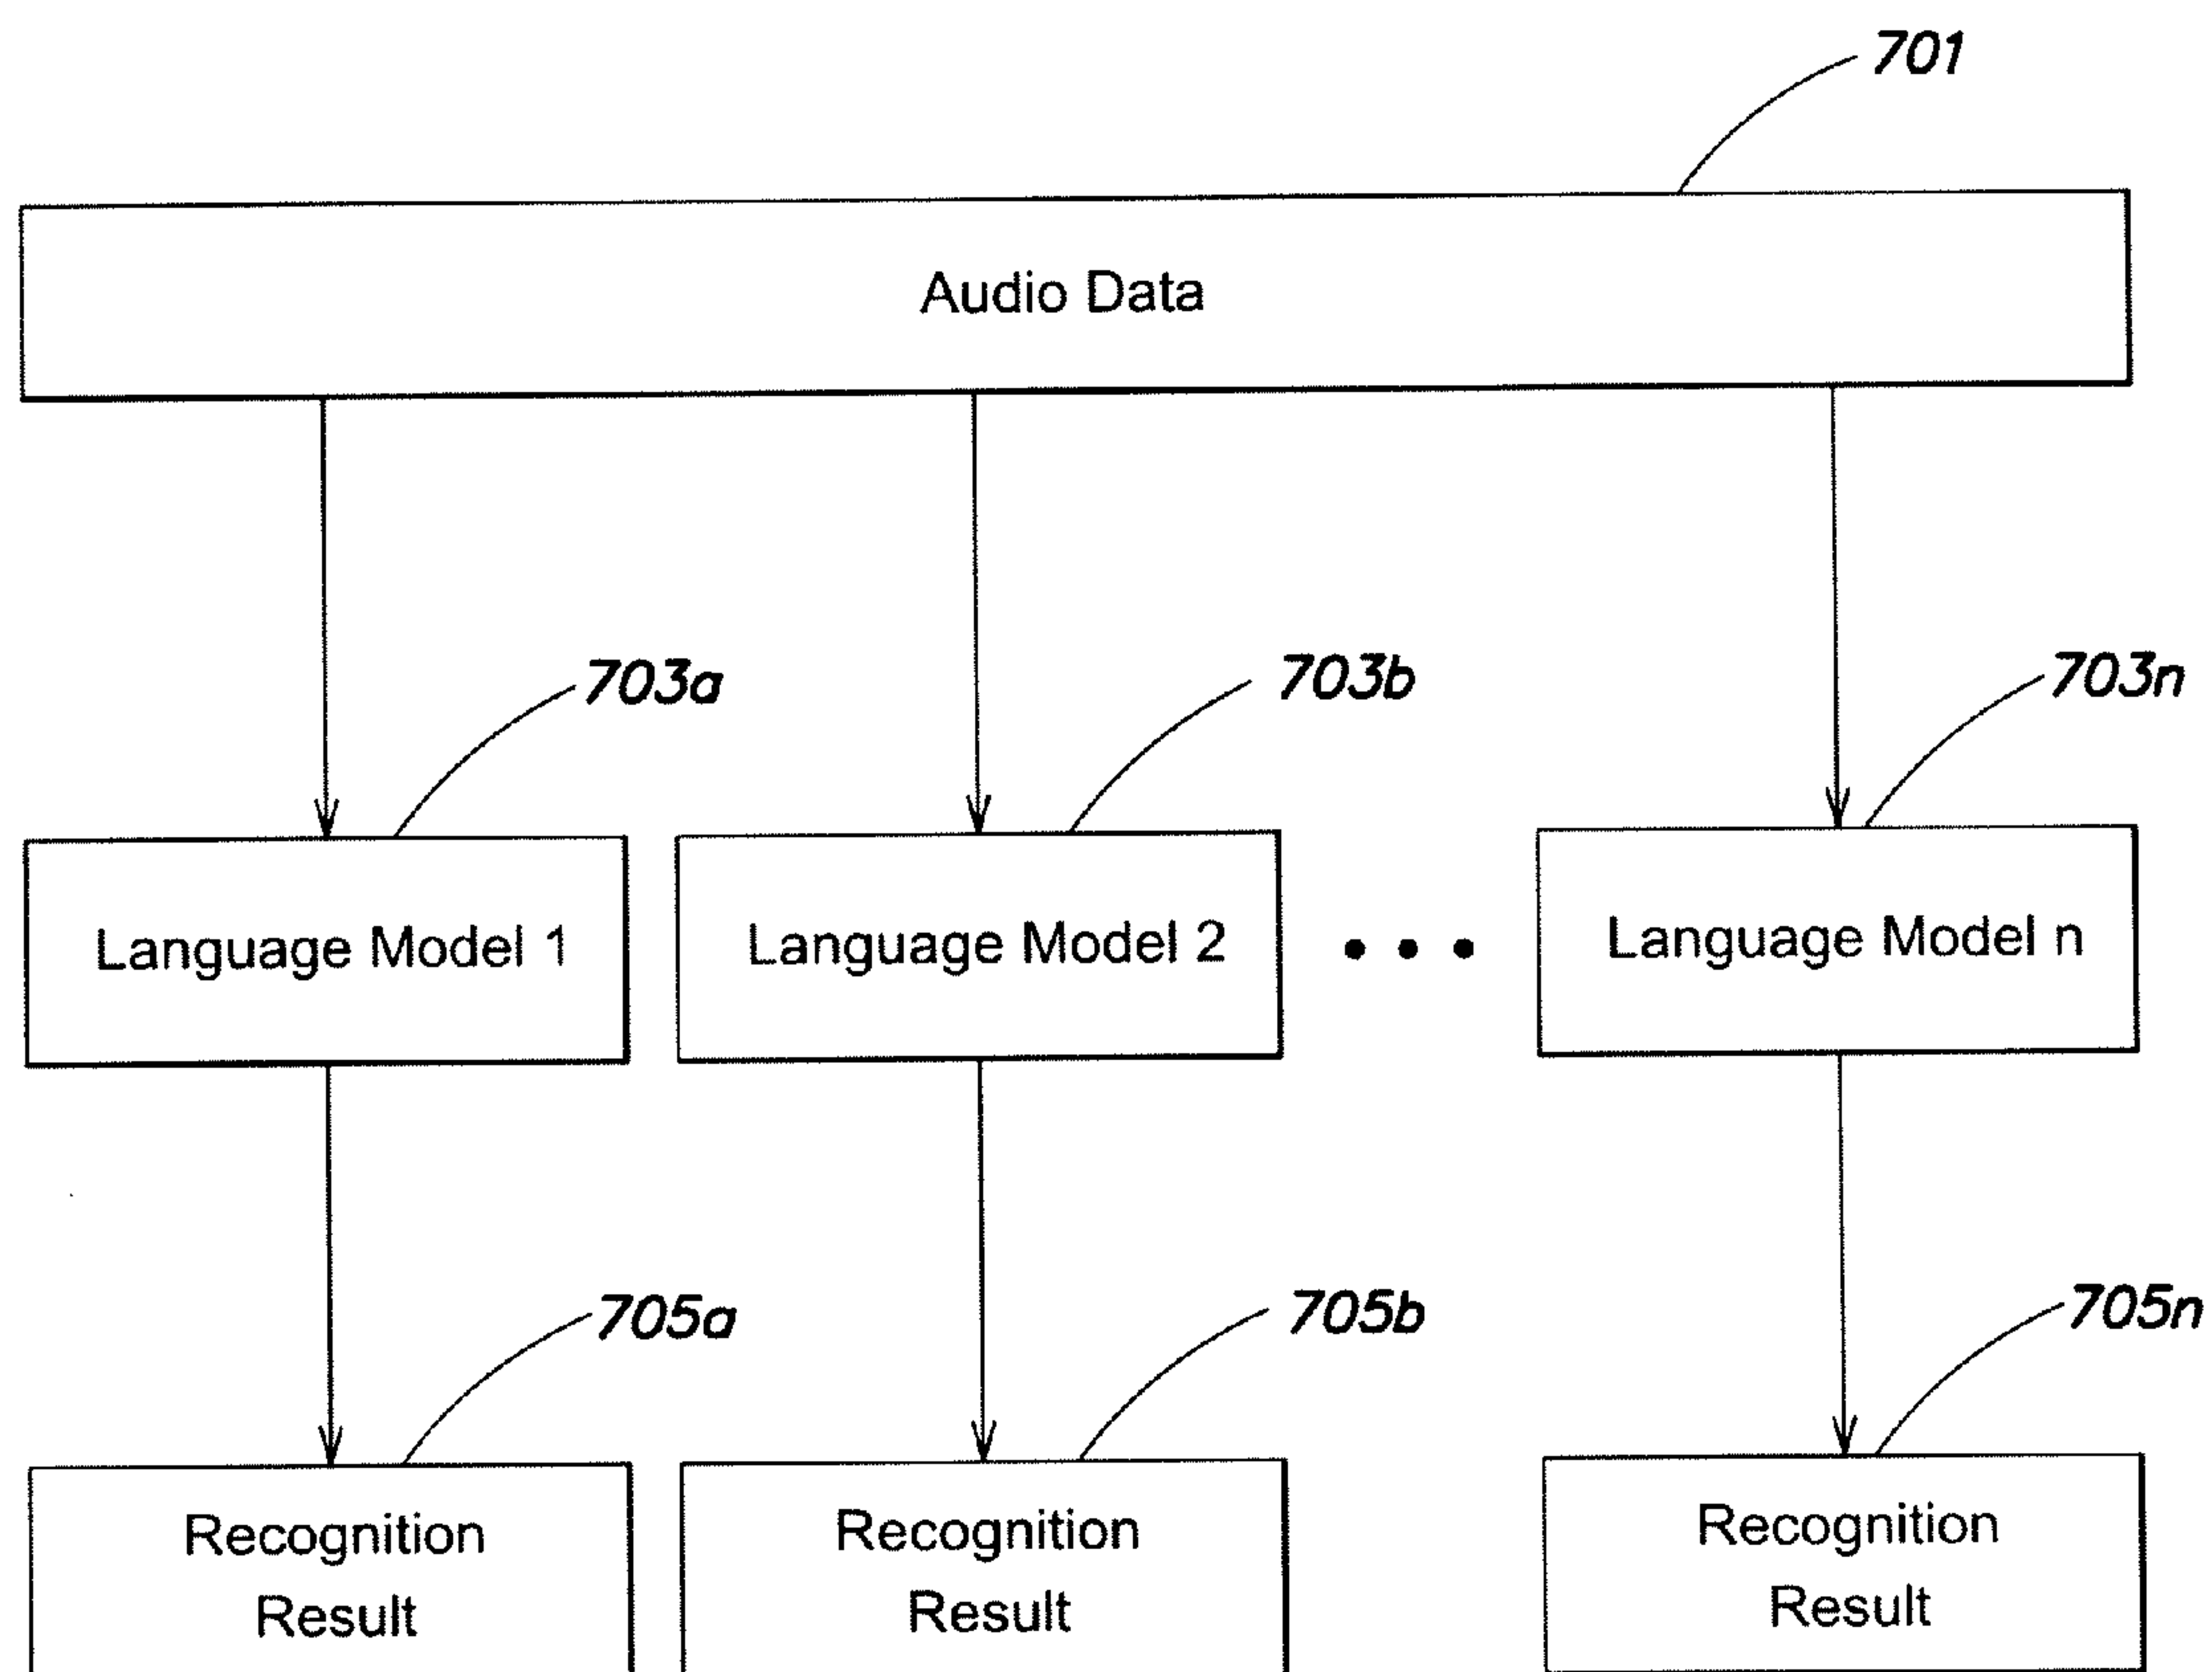 701
Audio Data
703a
703b
703n
Language Model 1
Language Model 2
Language Model n
705a
705b
705n
Recognition
Result
Recognition
Result
Recognition
Result